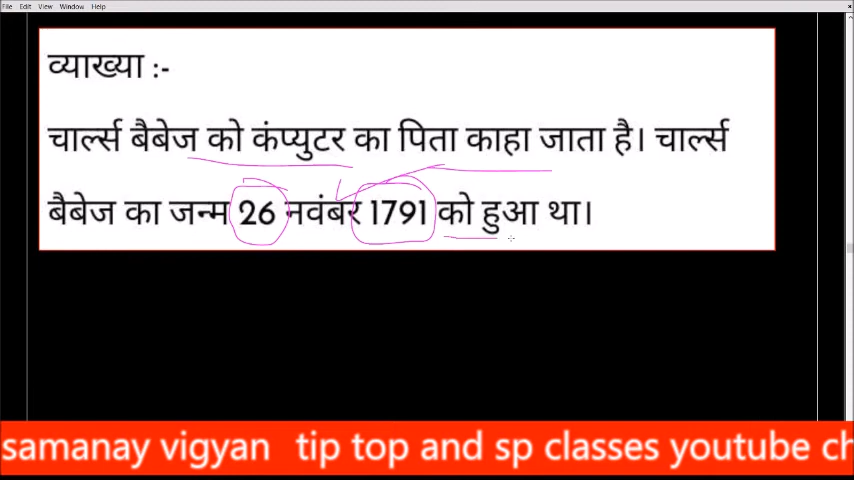 File Edit View Window Help
व्याख्या :-
चार्ल्स बैबेज को कंप्युटर का पिता काहा जाता है। चार्ल्स
बैबेज का जन्म 26 नवंबर 1791 को हुआ था।
samanay vigyan tip top and sp classes youtube ch